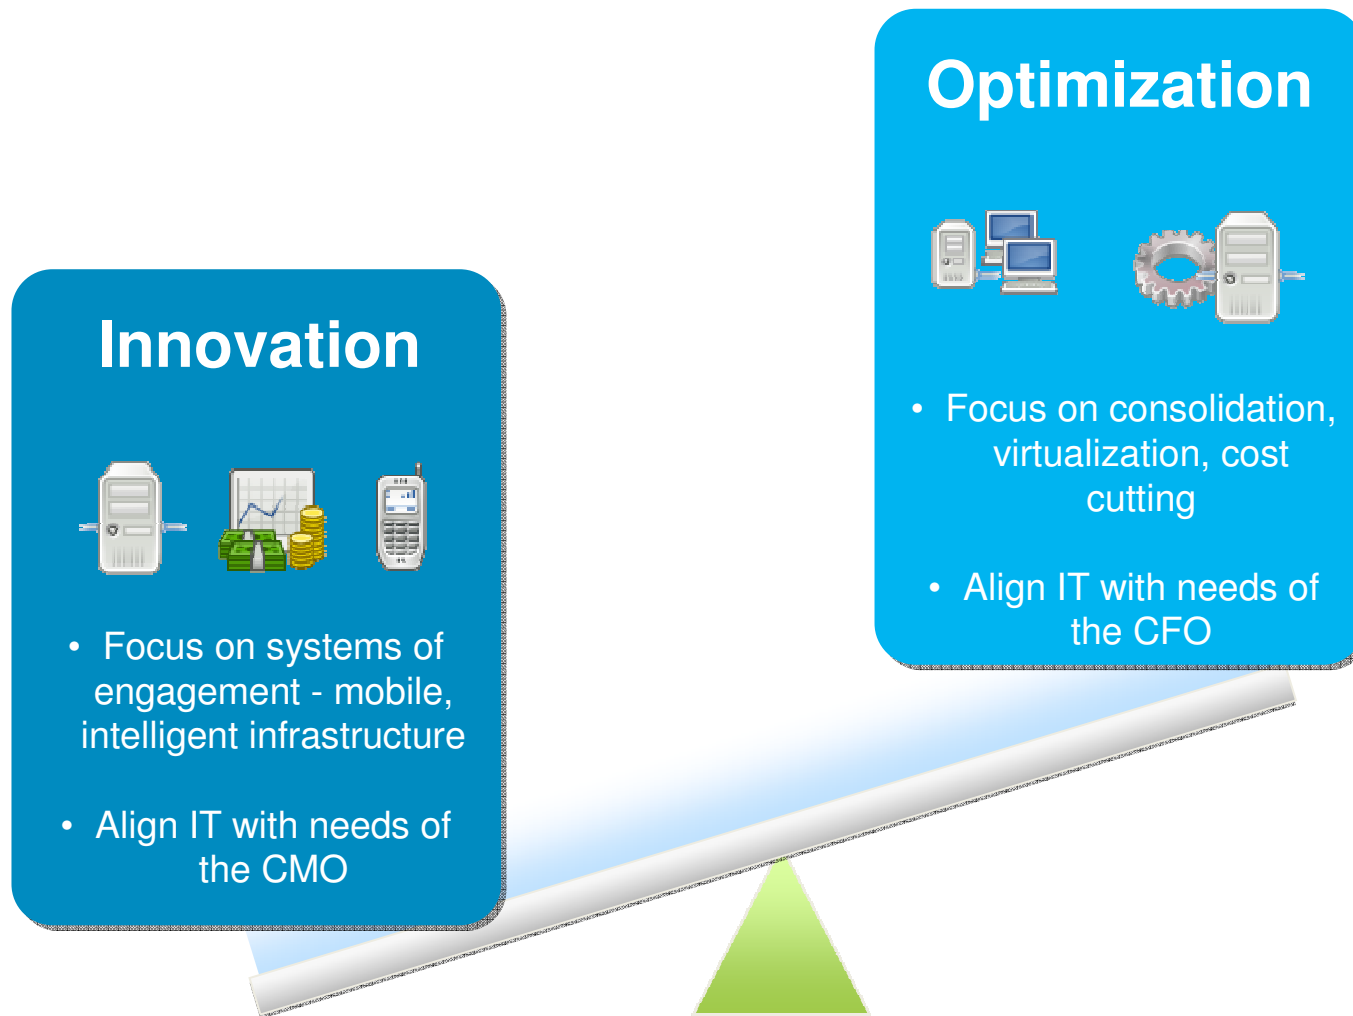 Innovation
• Focus on systems of
engagement - mobile,
intelligent infrastructure
• Align IT with needs of
the CMO
Optimization
• Focus on consolidation,
virtualization, cost
cutting
• Align IT with needs of
the CFO